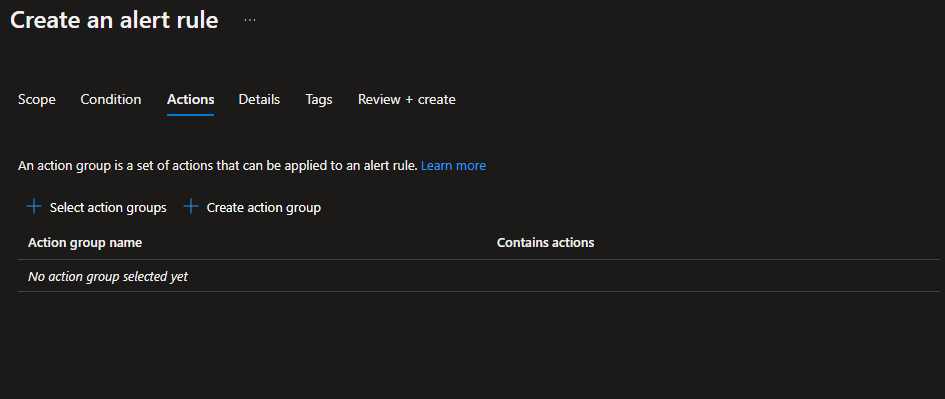 Create an alert rule ...
Scope Condition Actions Details Tags Review + create
An action group is a set of actions that can be applied to an alert rule. Learn more
+ Select action groups + Create action group
Action group name Contains actions
No action group selected yet